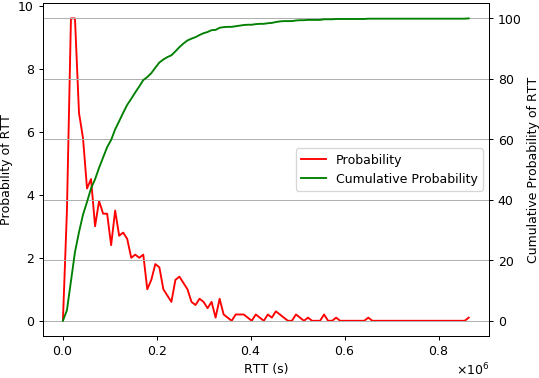 10
8
6
4
2
0
Probability of RTT
100
80
60
40
20
0
Cumulative Probability of RTT
Probability
Cumulative Probability
0.0 0.2 0.4 0.6 0.8
RTT (s)
×10⁶